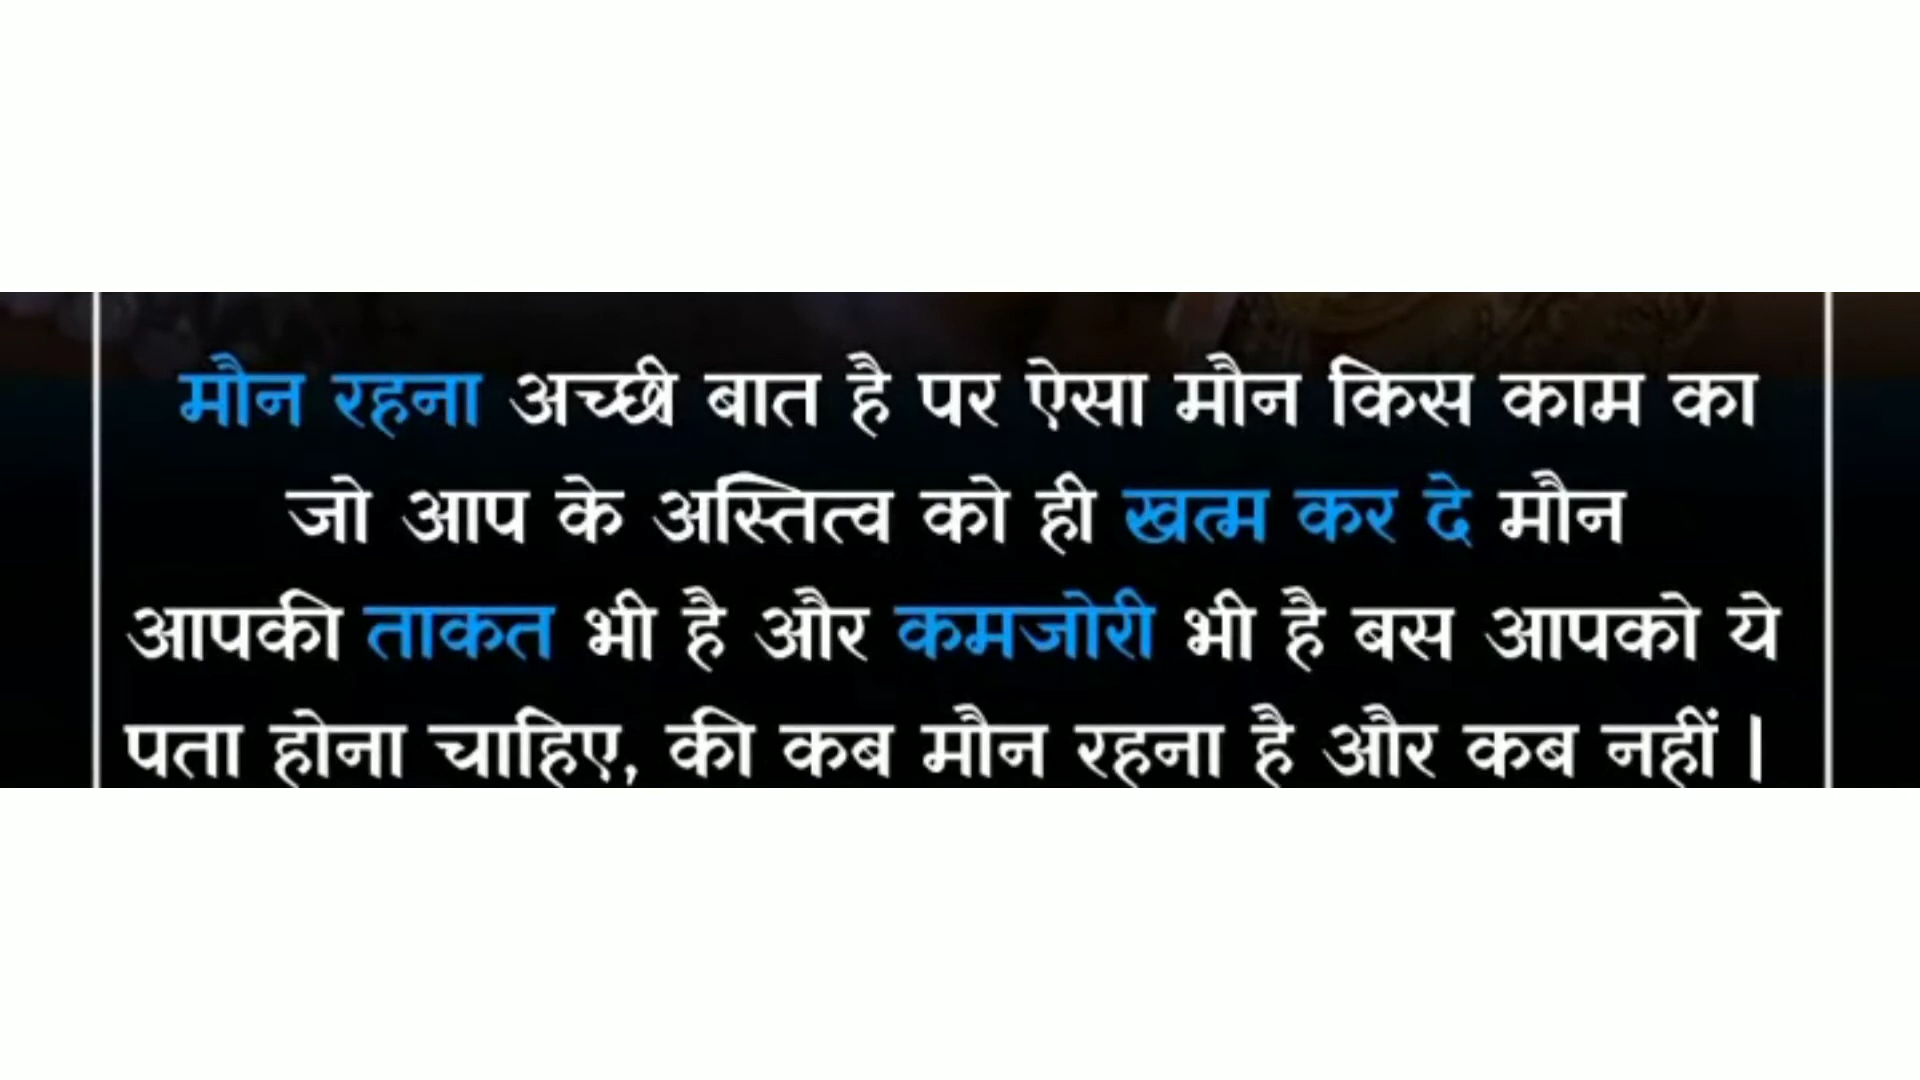 मौन रहना अच्छी बात है पर ऐसा मौन किस काम का
जो आप के अस्तित्व को ही खत्म कर दे मौन
आपकी ताकत भी है और कमजोरी भी है बस आपको ये
पता होना चाहिए, की कब मौन रहना है और कब नहीं |